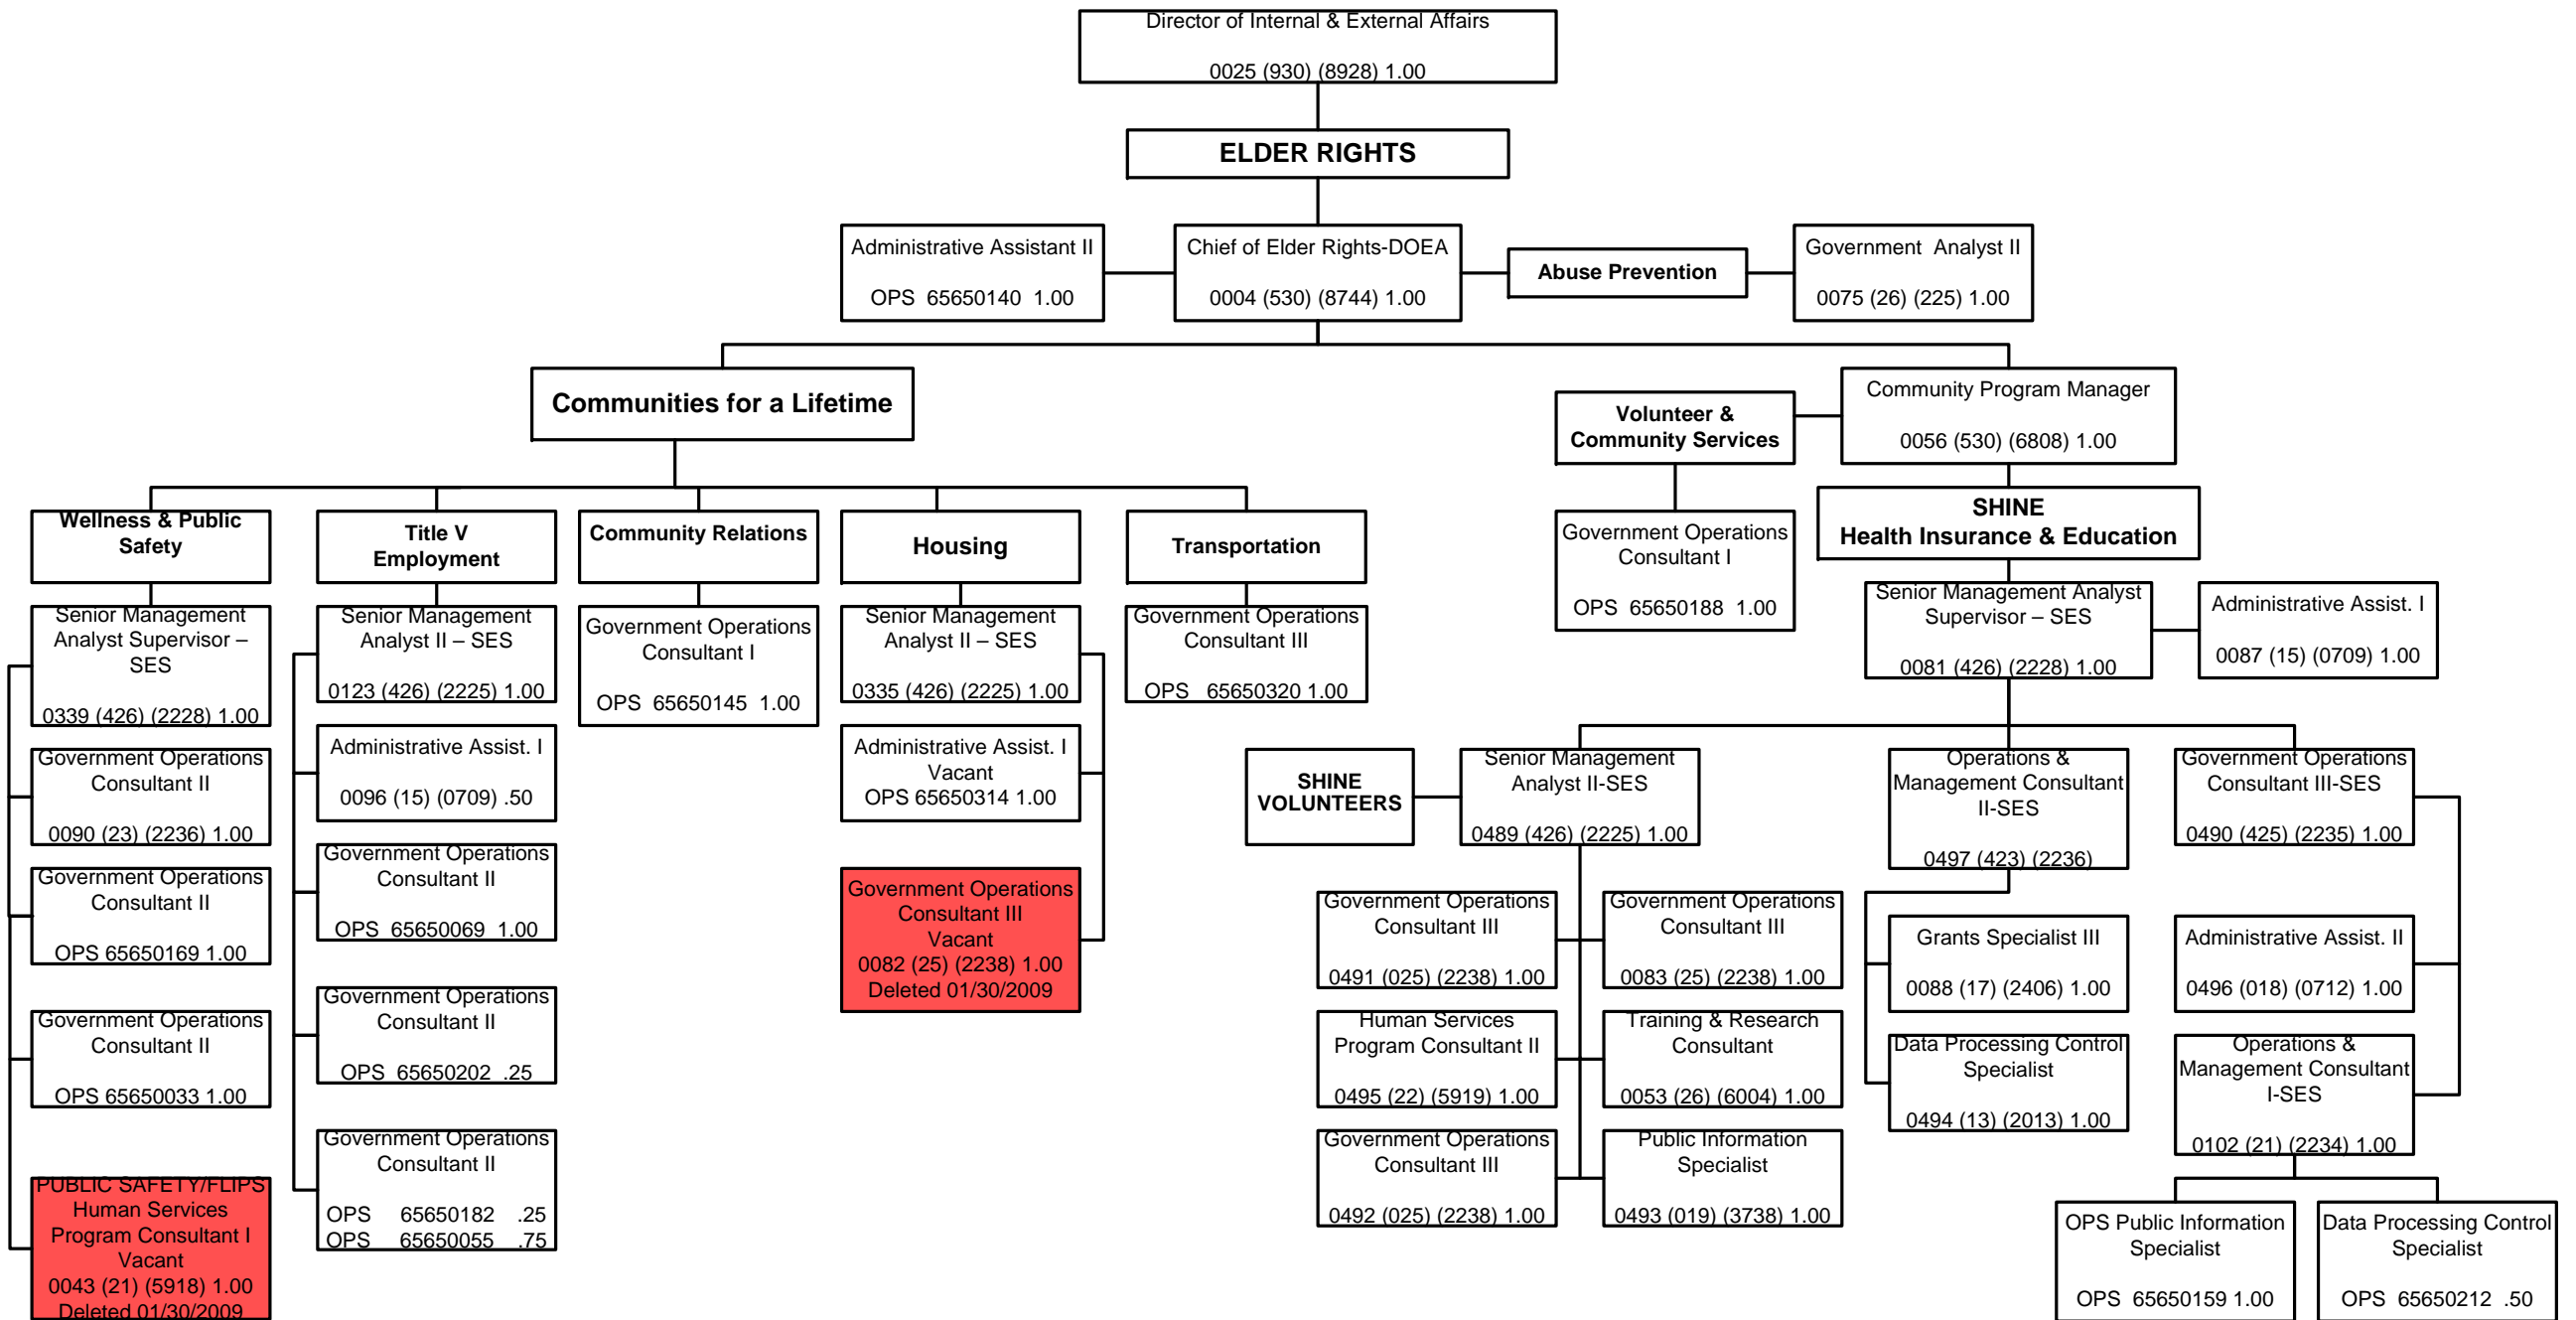 Director of Internal & External Affairs
0025 (930) (8928) 1.00
ELDER RIGHTS
Administrative Assistant II
OPS 65650140 1.00
Chief of Elder Rights-DOEA
0004 (530) (8744) 1.00
Abuse Prevention
Government Analyst II
0075 (26) (225) 1.00
Communities for a Lifetime
Volunteer &
Community Services
Community Program Manager
0056 (530) (6808) 1.00
Government Operations
Consultant I
OPS 65650188 1.00
SHINE
Health Insurance & Education
Senior Management Analyst
Supervisor – SES
0081 (426) (2228) 1.00
Administrative Assist. I
0087 (15) (0709) 1.00
Wellness & Public
Safety
Senior Management
Analyst Supervisor –
SES
0339 (426) (2228) 1.00
Government Operations
Consultant II
0090 (23) (2236) 1.00
Government Operations
Consultant II
OPS 65650169 1.00
Government Operations
Consultant II
OPS 65650033 1.00
PUBLIC SAFETY/FLIPS
Human Services
Program Consultant I
Vacant
0043 (21) (5918) 1.00
Deleted 01/30/2009
Title V
Employment
Senior Management
Analyst II – SES
0123 (426) (2225) 1.00
Administrative Assist. I
0096 (15) (0709) .50
Government Operations
Consultant II
OPS 65650069 1.00
Government Operations
Consultant II
OPS 65650202 .25
Government Operations
Consultant II
OPS 65650182 .25
OPS 65650055 .75
Community Relations
Government Operations
Consultant I
OPS 65650145 1.00
Housing
Senior Management
Analyst II – SES
0335 (426) (2225) 1.00
Administrative Assist. I
Vacant
OPS 65650314 1.00
Government Operations
Consultant III
Vacant
0082 (25) (2238) 1.00
Deleted 01/30/2009
Transportation
Government Operations
Consultant III
OPS 65650320 1.00
SHINE
VOLUNTEERS
Senior Management
Analyst II-SES
0489 (426) (2225) 1.00
Government Operations
Consultant III
0491 (025) (2238) 1.00
Government Operations
Consultant III
0083 (25) (2238) 1.00
Human Services
Program Consultant II
0495 (22) (5919) 1.00
Training & Research
Consultant
0053 (26) (6004) 1.00
Government Operations
Consultant III
0492 (025) (2238) 1.00
Public Information
Specialist
0493 (019) (3738) 1.00
Operations &
Management Consultant
II-SES
0497 (423) (2236)
Grants Specialist III
0088 (17) (2406) 1.00
Data Processing Control
Specialist
0494 (13) (2013) 1.00
Government Operations
Consultant III-SES
0490 (425) (2235) 1.00
Administrative Assist. II
0496 (018) (0712) 1.00
Operations &
Management Consultant
I-SES
0102 (21) (2234) 1.00
OPS Public Information
Specialist
OPS 65650159 1.00
Data Processing Control
Specialist
OPS 65650212 .50